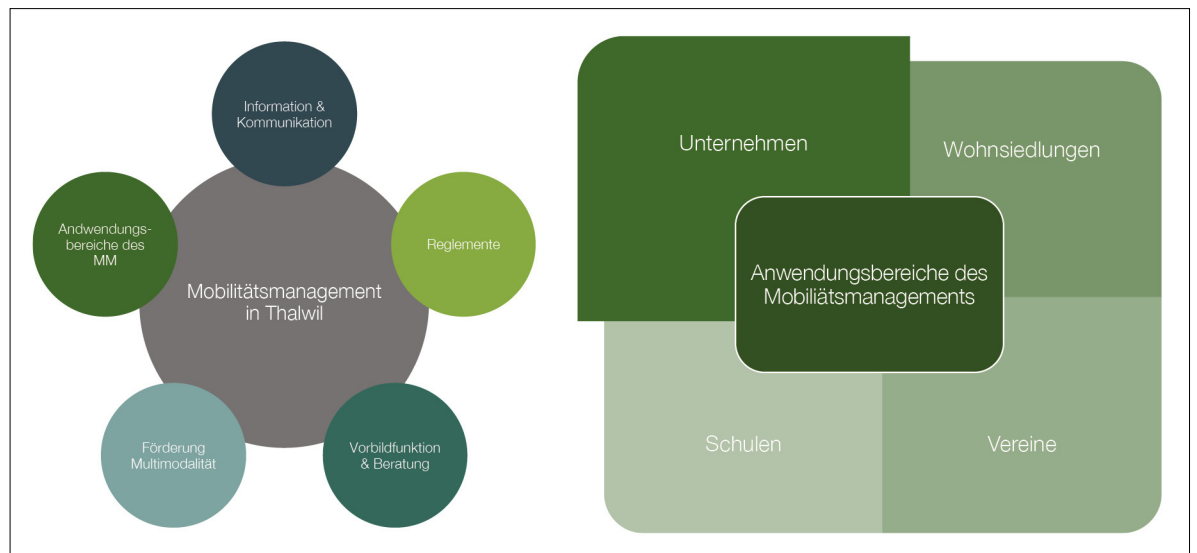 Information &
Kommunikation
Andwendungs-
bereiche des
MM
Reglemente
Mobilitätsmanagement
in Thalwil
Förderung
Multimodalität
Vorbildfunktion
& Beratung
Unternehmen
Wohnsiedlungen
Anwendungsbereiche des
Mobiliätsmanagements
Schulen
Vereine